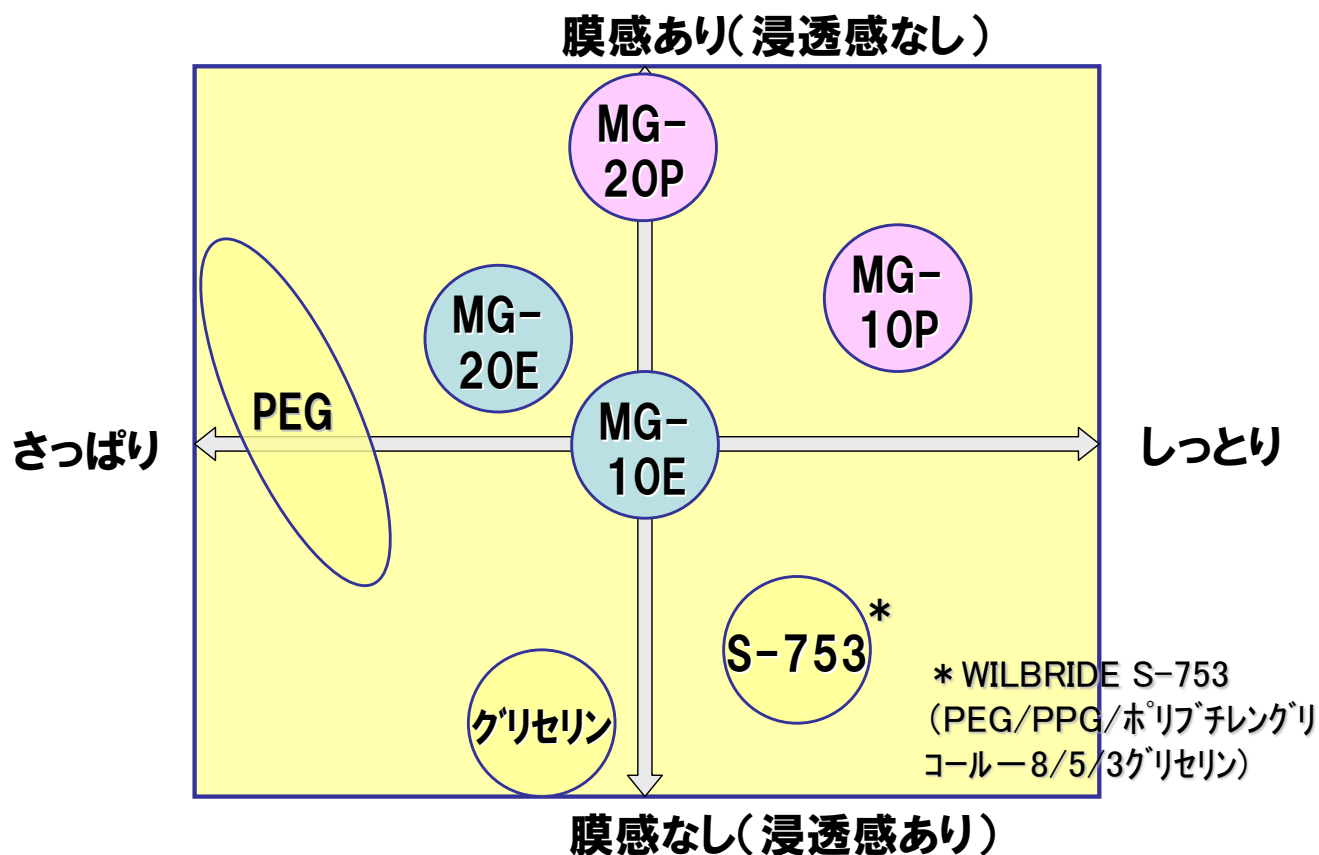 膜感あり（浸透感なし）
MG-
20P
MG-
10P
MG-
20E
PEG
さっぱり
MG-
10E
しっとり
S-753
*
グリセリン
* WILBRIDE S-753
(PEG/PPG/ポリブチレングリ
コールー8/5/3グリセリン)
膜感なし（浸透感あり）